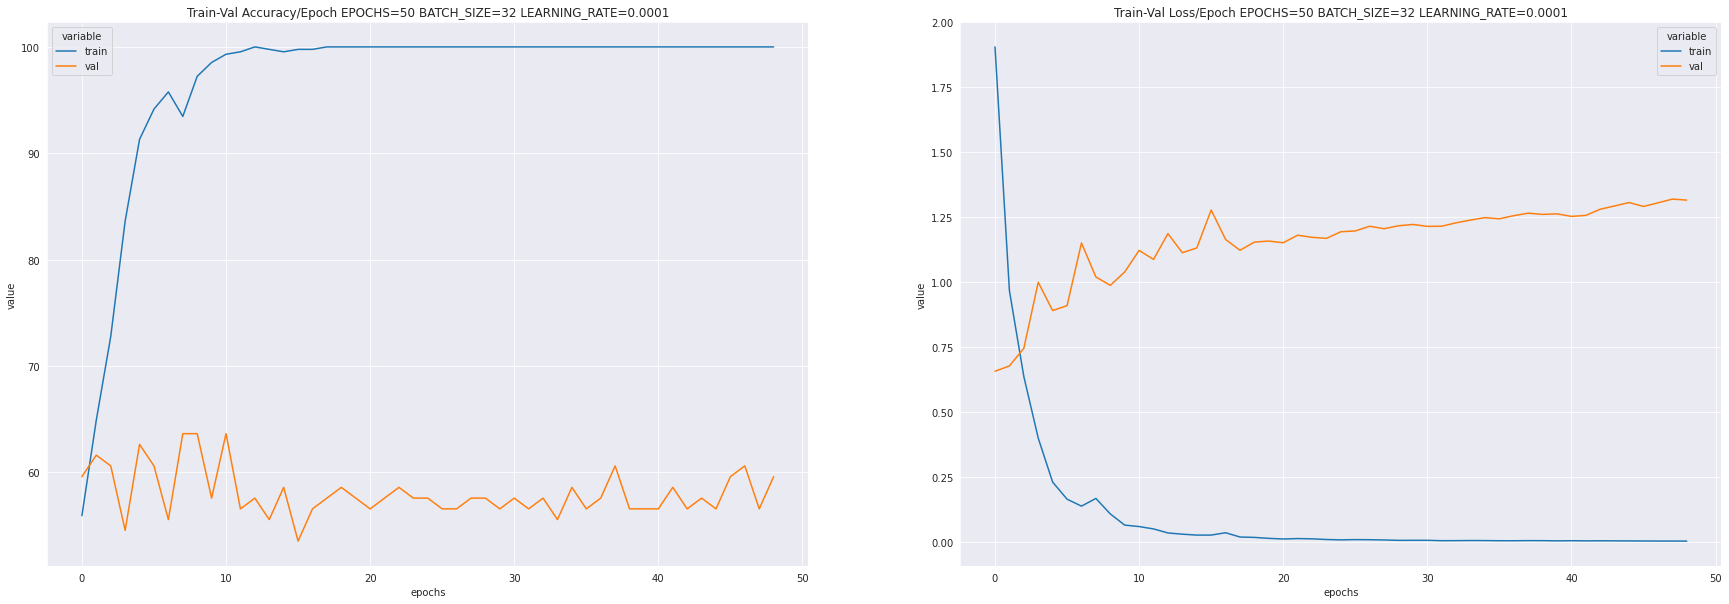 Train-Val Accuracy/Epoch EPOCHS=50 BATCH_SIZE=32 LEARNING_RATE=0.0001
variable
train
val
100
90
80
70
60
value
0
10
20
30
40
50
epochs
Train-Val Loss/Epoch EPOCHS=50 BATCH_SIZE=32 LEARNING_RATE=0.0001
variable
train
val
2.00
1.75
1.50
1.25
1.00
0.75
0.50
0.25
0.00
value
0
10
20
30
40
50
epochs